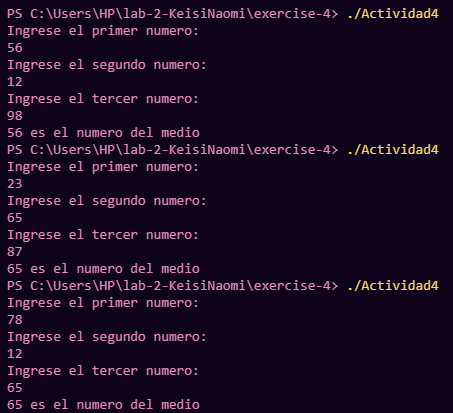 PS C:\Users\HP\lab-2-KeisiNaomi\exercise-4> ./Actividad4
Ingrese el primer numero:
56
Ingrese el segundo numero:
12
Ingrese el tercer numero:
98
56 es el numero del medio
PS C:\Users\HP\lab-2-KeisiNaomi\exercise-4> ./Actividad4
Ingrese el primer numero:
23
Ingrese el segundo numero:
65
Ingrese el tercer numero:
87
65 es el numero del medio
PS C:\Users\HP\lab-2-KeisiNaomi\exercise-4> ./Actividad4
Ingrese el primer numero:
78
Ingrese el segundo numero:
12
Ingrese el tercer numero:
65
65 es el numero del medio